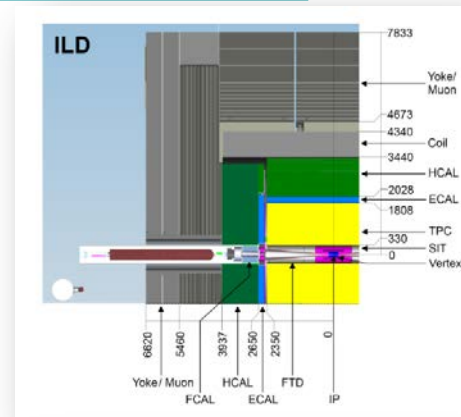 ILD
7833
Yoke/
Muon
4673
4340
Coil
3440
HCAL
2028
ECAL
1808
TPC
330
SIT
0
Vertex
6620
5460
3937
2650
2350
0
Yoke/ Muon
HCAL
FTD
FCAL
ECAL
IP